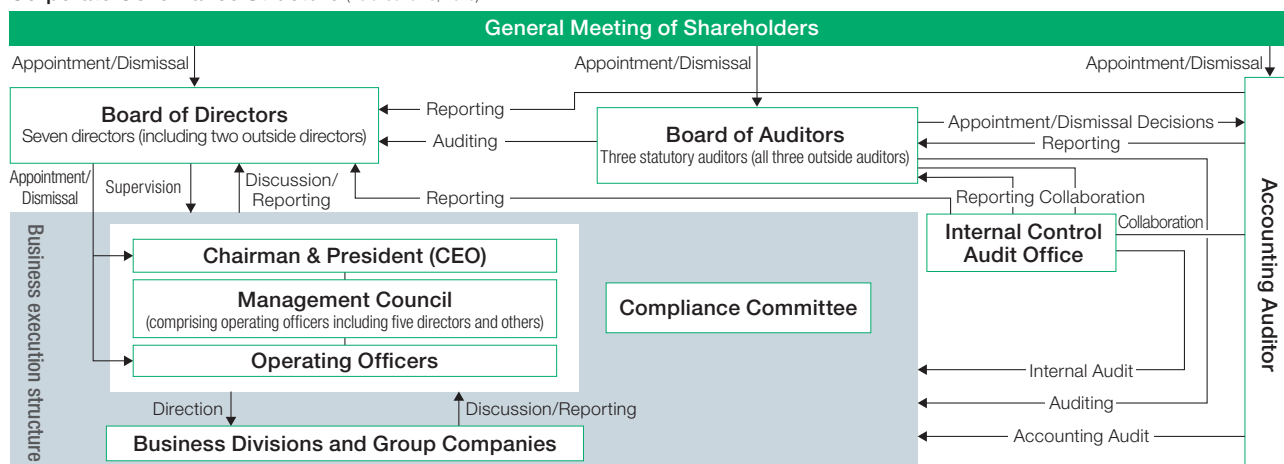 General Meeting of Shareholders
Appointment/Dismissal
Appointment/Dismissal
Appointment/Dismissal
Board of Directors
Seven directors (including two outside directors)
Reporting
Auditing
Board of Auditors
Three statutory auditors (all three outside auditors)
Appointment/Dismissal Decisions
Reporting
Accounting Auditor
Appointment/
Dismissal
Supervision
Discussion/
Reporting
Reporting
Reporting Collaboration
Collaboration
Internal Control
Audit Office
Business execution structure
Chairman & President (CEO)
Management Council
(comprising operating officers including five directors and others)
Operating Officers
Compliance Committee
Internal Audit
Auditing
Accounting Audit
Direction
Discussion/Reporting
Business Divisions and Group Companies